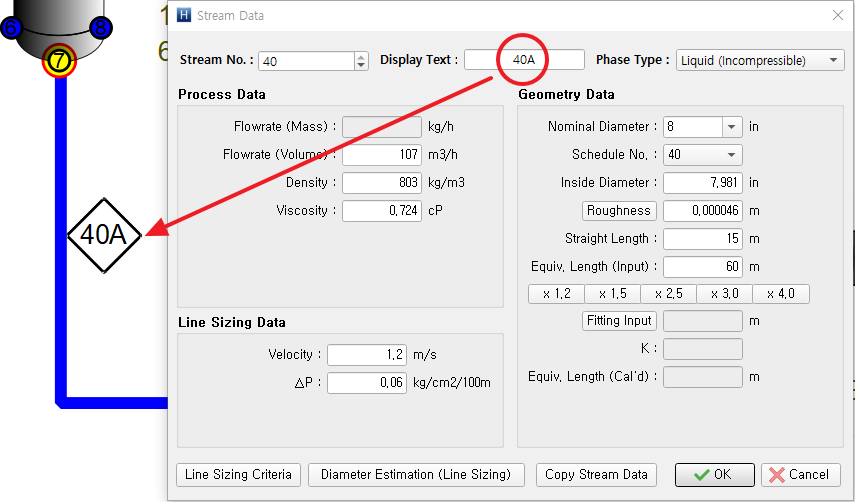 H Stream Data
Stream No. : 40 Display Text : 40A Phase Type : Liquid (Incompressible)
Process Data
Flowrate (Mass) : kg/h
Flowrate (Volume) : 107 m3/h
Density : 803 kg/m3
Viscosity : 0.724 cP
Line Sizing Data
Velocity : 1.2 m/s
△P : 0.06 kg/cm2/100m
Geometry Data
Nominal Diameter : 8 in
Schedule No. : 40
Inside Diameter : 7.981 in
Roughness : 0.000046 m
Straight Length : 15 m
Equiv. Length (Input) : 60 m
x 1.2 x 1.5 x 2.5 x 3.0 x 4.0
Fitting Input : m
K :
Equiv. Length (Cal'd) : m
Line Sizing Criteria Diameter Estimation (Line Sizing) Copy Stream Data OK Cancel
6 8
7
40A